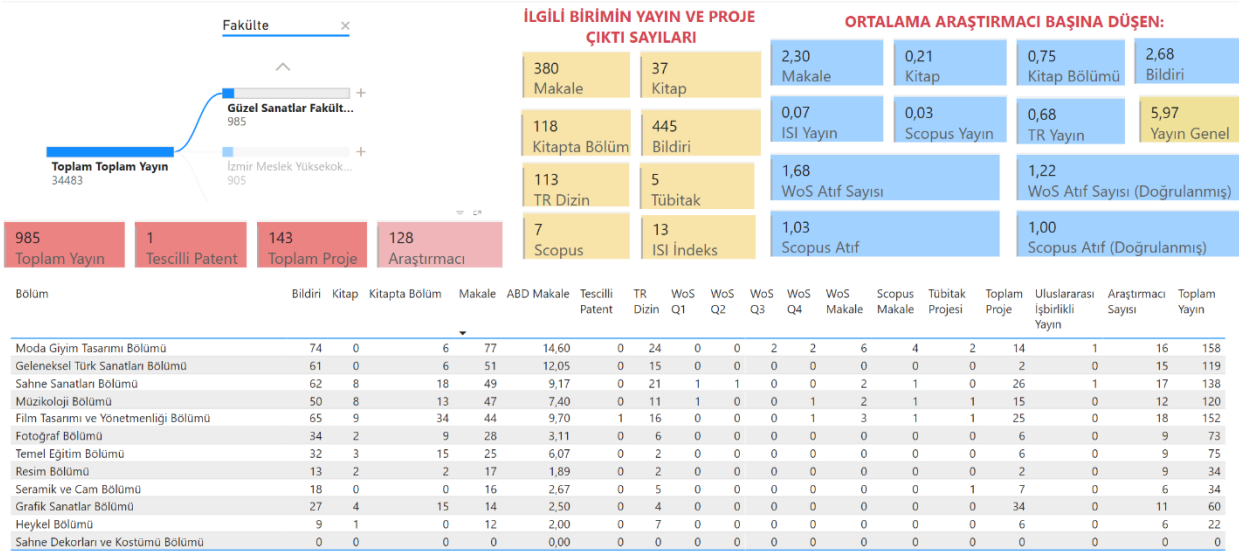 Fakülte
Güzel Sanatlar Fakült...
985
Toplam Toplam Yayın
34483
İzmir Meslek Yüksekok...
905
985
Toplam Yayın
1
Tescilli Patent
143
Toplam Proje
128
Araştırmacı
İLGİLİ BİRİMİN YAYIN VE PROJE
ÇIKTI SAYILARI
380
Makale
37
Kitap
118
Kitapta Bölüm
445
Bildiri
113
TR Dizin
5
Tübitak
7
Scopus
13
ISI İndeks
ORTALAMA ARAŞTIRMACI BAŞINA DÜŞEN:
2,30
Makale
0,21
Kitap
0,75
Kitap Bölümü
2,68
Bildiri
0,07
ISI Yayın
0,03
Scopus Yayın
0,68
TR Yayın
5,97
Yayın Genel
1,68
WoS Atıf Sayısı
1,22
WoS Atıf Sayısı (Doğrulanmış)
1,03
Scopus Atıf
1,00
Scopus Atıf (Doğrulanmış)
Bölüm Bildiri Kitap Kitapta Bölüm Makale ABD Makale Tescilli Patent TR Dizin WoS Q1 WoS Q2 WoS Q3 WoS Q4 WoS Makale Scopus Makale Tübitak Projesi Toplam Proje Uluslararası İşbirlikli Yayın Araştırmacı Sayısı Toplam Yayın
Moda Giyim Tasarımı Bölümü 74 0 6 77 14,60 0 24 0 0 2 2 6 4 2 14 1 16 158
Geleneksel Türk Sanatları Bölümü 61 0 6 51 12,05 0 15 0 0 0 0 0 0 0 2 0 15 119
Sahne Sanatları Bölümü 62 8 18 49 9,17 0 21 1 1 0 0 2 1 0 26 1 17 138
Müzikoloji Bölümü 50 8 13 47 7,40 0 11 1 0 0 1 2 1 1 15 0 12 120
Film Tasarımı ve Yönetmenliği Bölümü 65 9 34 44 9,70 1 16 0 0 0 1 3 1 1 25 0 18 152
Fotoğraf Bölümü 34 2 9 28 3,11 0 6 0 0 0 0 0 0 0 6 0 9 73
Temel Eğitim Bölümü 32 3 15 25 6,07 0 2 0 0 0 0 0 0 0 6 0 9 75
Resim Bölümü 13 2 2 17 1,89 0 2 0 0 0 0 0 0 0 2 0 9 34
Seramik ve Cam Bölümü 18 0 0 16 2,67 0 5 0 0 0 0 0 0 1 7 0 6 34
Grafik Sanatlar Bölümü 27 4 15 14 2,50 0 4 0 0 0 0 0 0 0 34 0 11 60
Heykel Bölümü 9 1 0 12 2,00 0 7 0 0 0 0 0 0 0 6 0 6 22
Sahne Dekorları ve Kostümü Bölümü 0 0 0 0 0,00 0 0 0 0 0 0 0 0 0 0 0 0 0